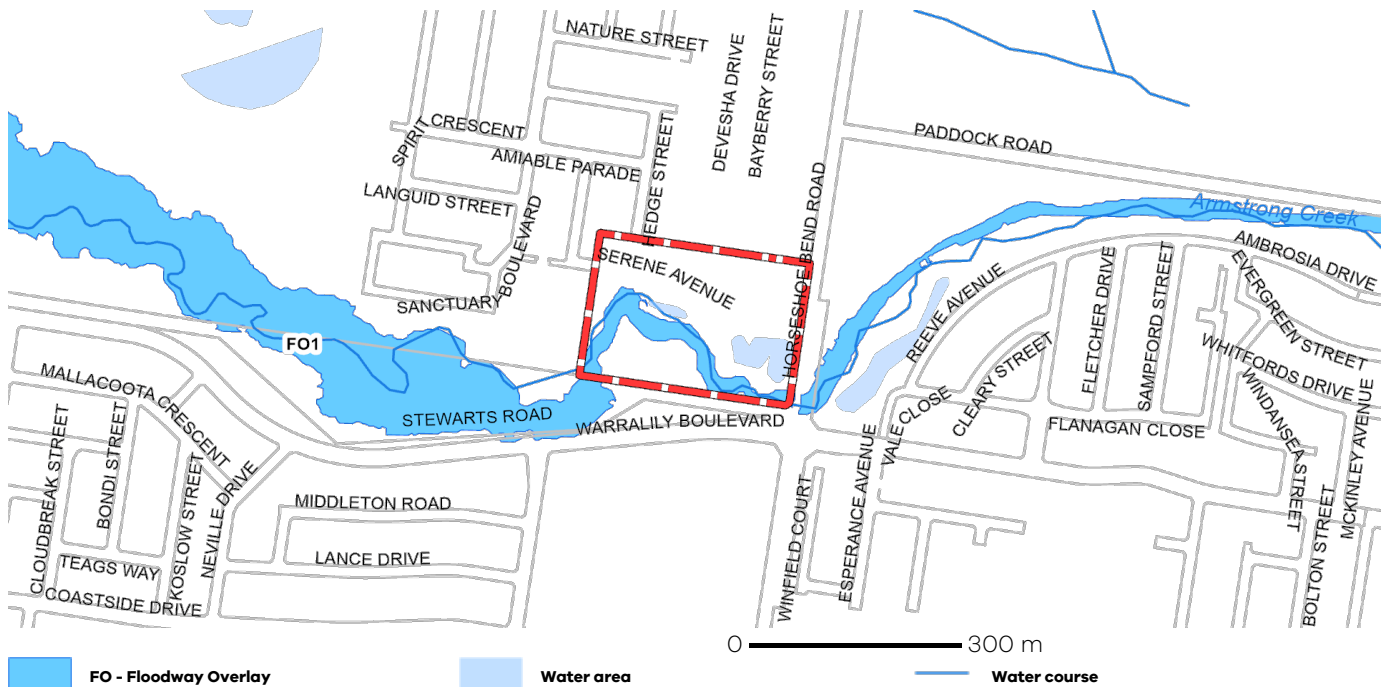 NATURE STREET
DEVESHA DRIVE
BAYBERRY STREET
SPIRIT
CRESCENT
PADDOCK ROAD
AMIABLE PARADE
HEDGE STREET
LANGUID STREET
BOULEVARD
SANCTUARY
HORSESHOE BEND ROAD
Armstrong Creek
SERENE AVENUE
AMBROSIA DRIVE
EVERGREEN STREET
REEVE AVENUE
FLETCHER DRIVE
SAMPFORD STREET
FO1
CLEARY STREET
WHITFORDS DRIVE
MALLACOOTA CRESCENT
WINDANSEA STREET
MCKINLEY AVENUE
STEWARTS ROAD
WARRALILY BOULEVARD
VALE CLOSE
FLANAGAN CLOSE
CLOUDBREAK STREET
BONDI STREET
KOSLOW STREET
NEVILLE DRIVE
MIDDLETON ROAD
WINFIELD COURT
ESPERANCE AVENUE
BOLTON STREET
LANCE DRIVE
TEAGS WAY
COASTSIDE DRIVE
0 300 m
FO - Floodway Overlay
Water area
Water course